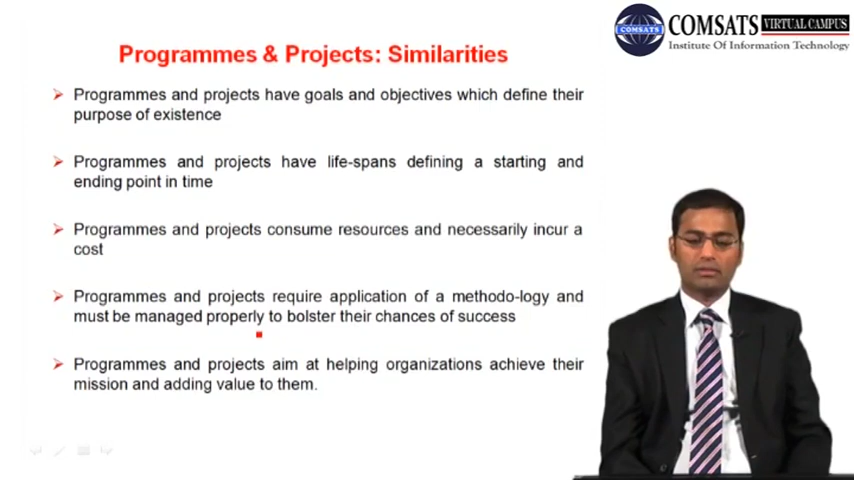 COMSATS VIRTUAL CAMPUS
COMSATS
Institute Of Information Technology
Programmes & Projects: Similarities
Programmes and projects have goals and objectives which define their
purpose of existence
Programmes and projects have life-spans defining a starting and
ending point in time
Programmes and projects consume resources and necessarily incur a
cost
Programmes and projects require application of a methodo-logy and
must be managed properly to bolster their chances of success
Programmes and projects aim at helping organizations achieve their
mission and adding value to them.